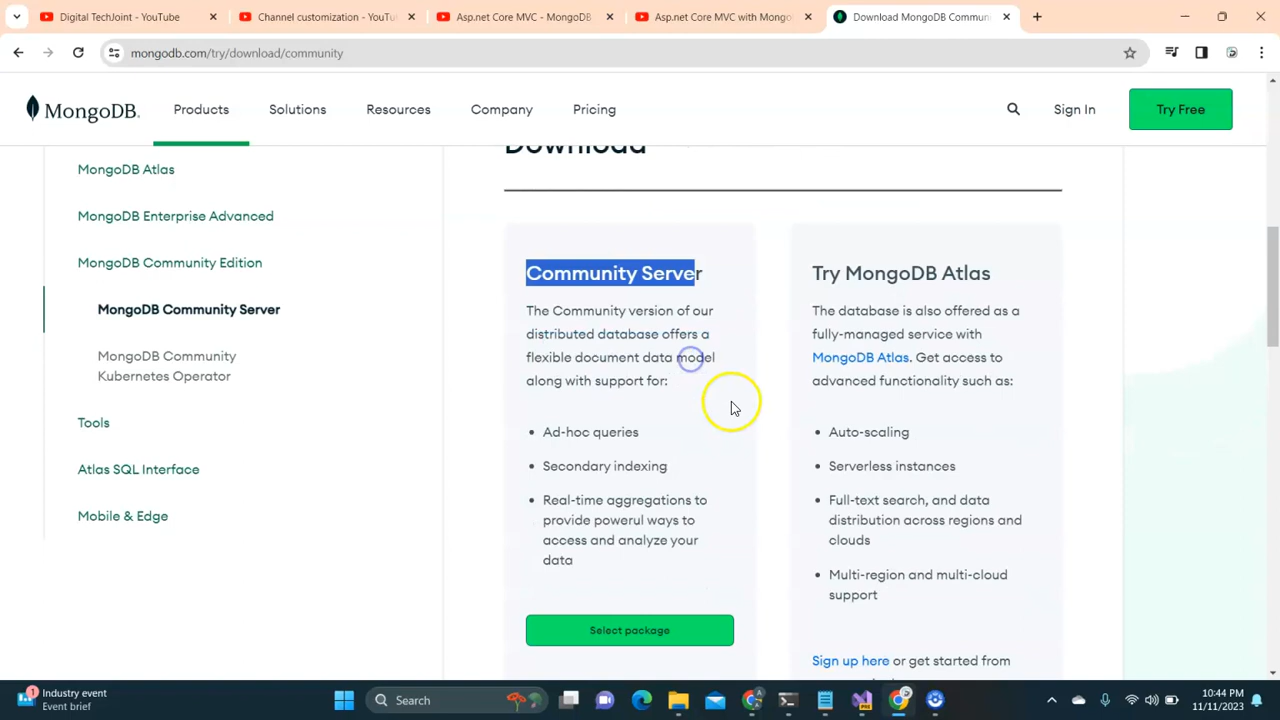 Digital TechJoint - YouTube
Channel customization - YouTu
Asp.net Core MVC - MongoDB
Asp.net Core MVC with Mongo
Download MongoDB Commun
mongodb.com/try/download/community
MongoDB.
Products
Solutions
Resources
Company
Pricing
Sign In
Try Free
MongoDB Atlas
MongoDB Enterprise Advanced
MongoDB Community Edition
MongoDB Community Server
MongoDB Community
Kubernetes Operator
Tools
Atlas SQL Interface
Mobile & Edge
Download
Community Server
The Community version of our
distributed database offers a
flexible document data model
along with support for:
• Ad-hoc queries
• Secondary indexing
• Real-time aggregations to
provide powerul ways to
access and analyze your
data
Select package
Try MongoDB Atlas
The database is also offered as a
fully-managed service with
MongoDB Atlas. Get access to
advanced functionality such as:
• Auto-scaling
• Serverless instances
• Full-text search, and data
distribution across regions and
clouds
• Multi-region and multi-cloud
support
Sign up here or get started from
1
Industry event
Event brief
Search
10:44 PM
11/11/2023